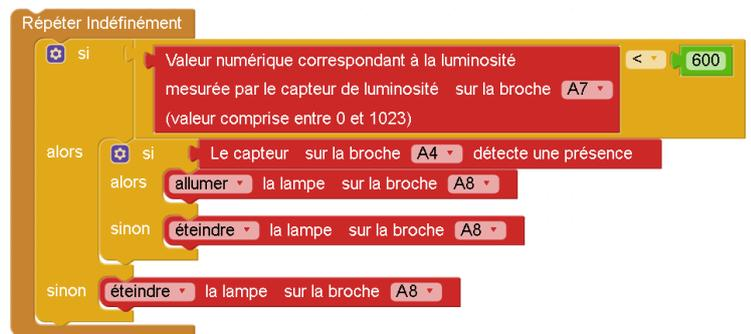 Répéter Indéfinément
si
Valeur numérique correspondant à la luminosité
mesurée par le capteur de luminosité sur la broche A7
(valeur comprise entre 0 et 1023)
< 600
alors si Le capteur sur la broche A4 détecte une présence
alors allumer la lampe sur la broche A8
sinon éteindre la lampe sur la broche A8
sinon éteindre la lampe sur la broche A8